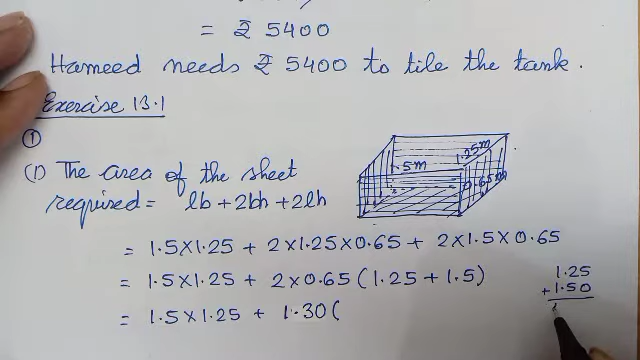 = ₹ 5400
Hameed needs ₹ 5400 to tile the tank.
Exercise 13.1
①
(1) The area of the sheet
required = lb + 2bh + 2lh
1.5m
1.25m
0.65m
= 1.5×1.25 + 2×1.25×0.65 + 2×1.5×0.65
= 1.5×1.25 + 2×0.65(1.25+1.5)
= 1.5×1.25 + 1.30(
1.25
+1.50